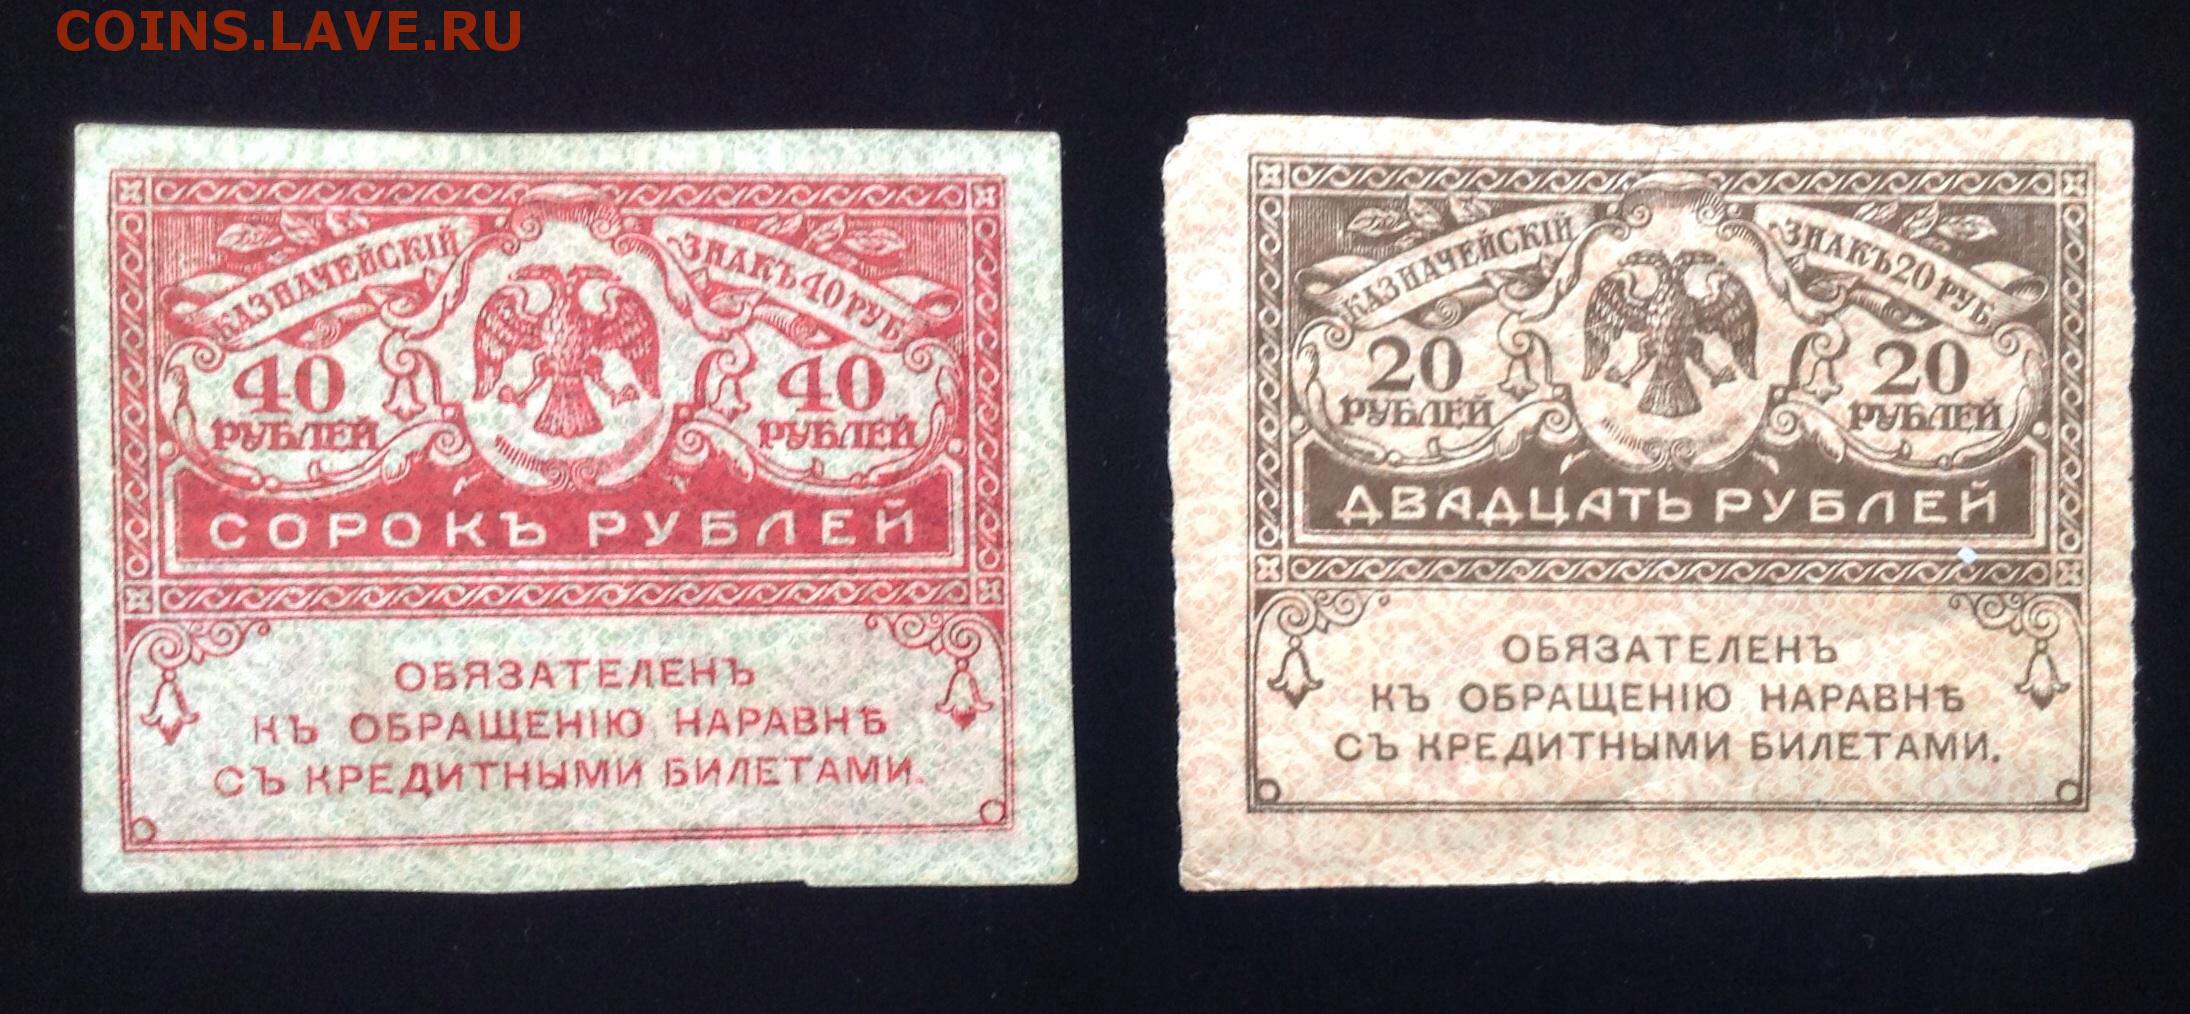 COINS.LAVE.RU
КАЗНАЧЕЙСКІЙ ЗНАКЪ 40 РУБ
40 40
РУБЛЕЙ РУБЛЕЙ
СОРОКЪ РУБЛЕЙ
ОБЯЗАТЕЛЕНЪ
КЪ ОБРАЩЕНІЮ НАРАВНѢ
СЪ КРЕДИТНЫМИ БИЛЕТАМИ.
КАЗНАЧЕЙСКІЙ ЗНАКЪ 20 РУБ
20 20
РУБЛЕЙ РУБЛЕЙ
ДВАДЦАТЬ РУБЛЕЙ
ОБЯЗАТЕЛЕНЪ
КЪ ОБРАЩЕНІЮ НАРАВНѢ
СЪ КРЕДИТНЫМИ БИЛЕТАМИ.